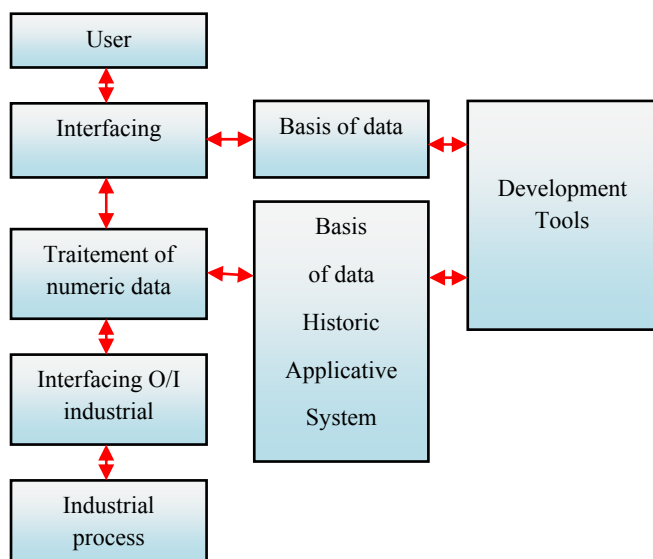 User
Interfacing
Basis of data
Development
Tools
Traitement of
numeric data
Basis
of data
Historic
Applicative
System
Interfacing O/I
industrial
Industrial
process